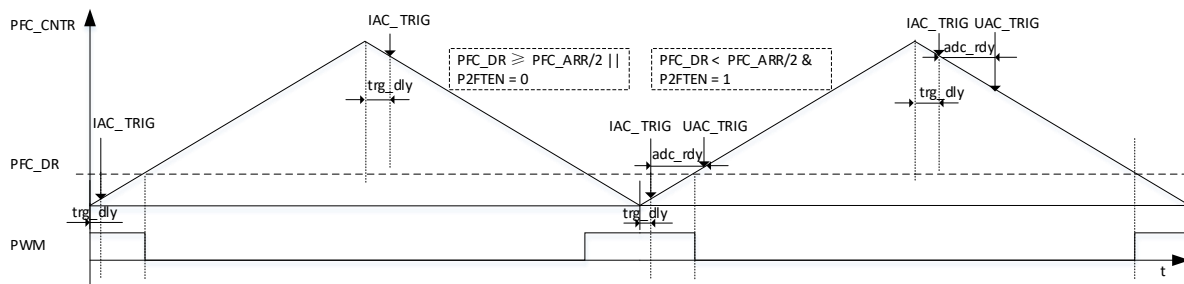 PFC_CNTR
IAC_TRIG
IAC_TRIG
UAC_TRIG
adc_rdy
PFC_DR ≥ PFC_ARR/2 ||
P2FTEN = 0
PFC_DR < PFC_ARR/2 &
P2FTEN = 1
trg_dly
trg_dly
IAC_TRIG
IAC_TRIG
UAC_TRIG
adc_rdy
PFC_DR
trg_dly
trg_dly
PWM
t